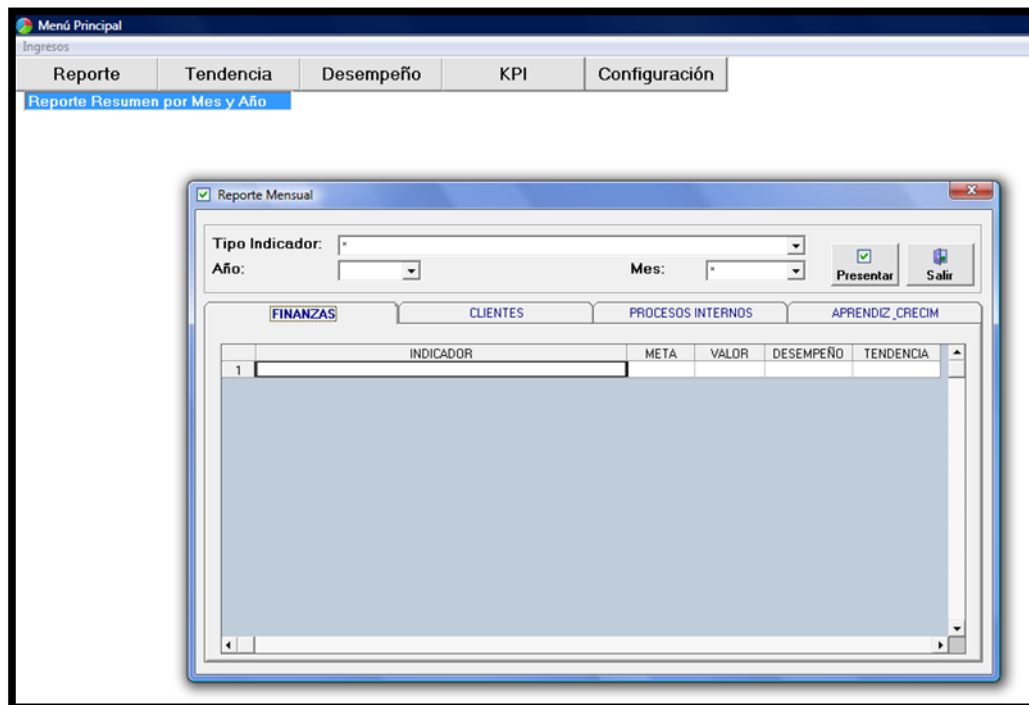 Menú Principal
Ingresos
Reporte Tendencia Desempeño KPI Configuración
Reporte Resumen por Mes y Año
Reporte Mensual
Tipo Indicador: *
Año: Mes: *
Presentar Salir
FINANZAS CLIENTES PROCESOS INTERNOS APRENDIZ_CRECIM
INDICADOR META VALOR DESEMPEÑO TENDENCIA
1